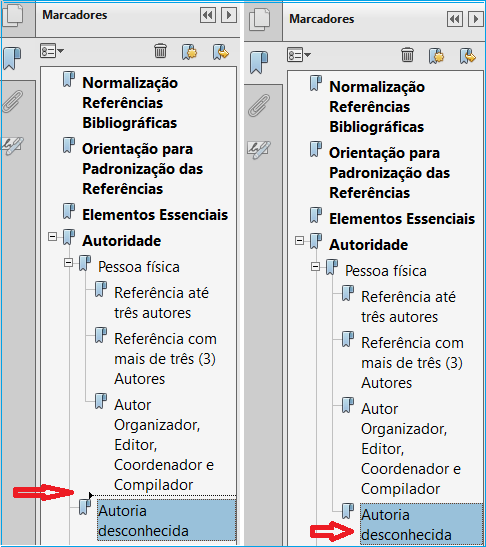 Marcadores
Normalização
Referências
Bibliográficas
Orientação para
Padronização das
Referências
Elementos Essenciais
Autoridade
Pessoa física
Referência até
três autores
Referência com
mais de três (3)
Autores
Autor
Organizador,
Editor,
Coordenador e
Compilador
Autoria
desconhecida
Marcadores
Normalização
Referências
Bibliográficas
Orientação para
Padronização das
Referências
Elementos Essenciais
Autoridade
Pessoa física
Referência até
três autores
Referência com
mais de três (3)
Autores
Autor
Organizador,
Editor,
Coordenador e
Compilador
Autoria
desconhecida